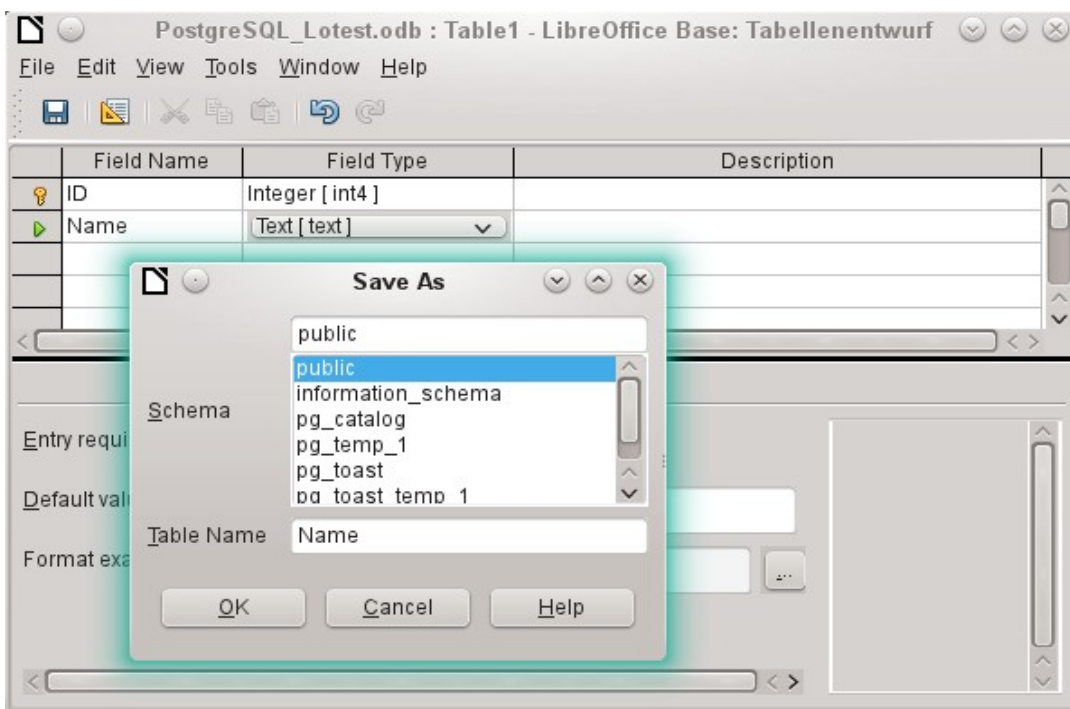 PostgreSQL_Lotest.odb : Table1 - LibreOffice Base: Tabellenentwurf
File Edit View Tools Window Help
Field Name Field Type Description
ID Integer [ int4 ]
Name Text [ text ]
Save As
public
public
information_schema
pg_catalog
pg_temp_1
pg_toast
pg_toast_temp_1
Schema
Table Name Name
OK Cancel Help
Entry requi
Default val
Format exa
...